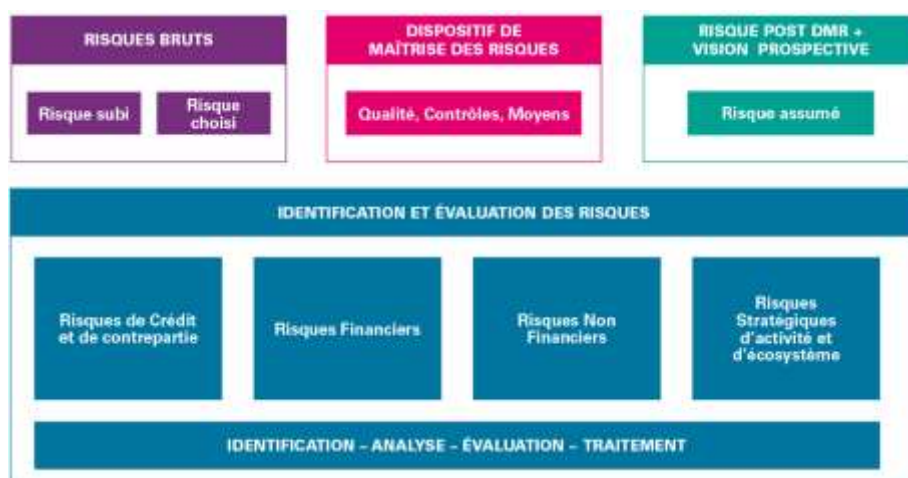 RISQUES BRUTS
Risque subi
Risque
choisi
DISPOSITIF DE
MAÎTRISE DES RISQUES
Qualité, Contrôles, Moyens
RISQUE POST DMR +
VISION PROSPECTIVE
Risque assumé
IDENTIFICATION ET ÉVALUATION DES RISQUES
Risques de Crédit
et de contrepartie
Risques Financiers
Risques Non
Financiers
Risques
Stratégiques
d'activité et
d'écosystème
IDENTIFICATION – ANALYSE – ÉVALUATION – TRAITEMENT